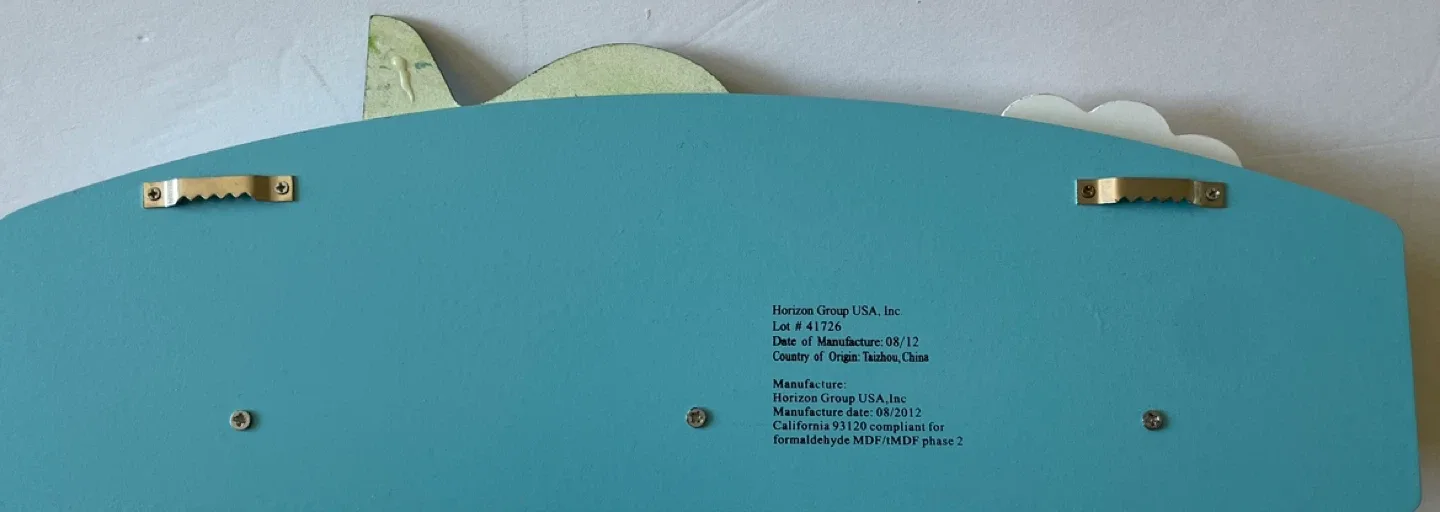 Horizon Group USA, Inc
Lot # 41726
Date of Manufacture: 08/12
Country of Origin: Taizhou, China
Manufacture:
Horizon Group USA,Inc
Manufacture date: 08/2012
California 93120 compliant for
formaldehyde MDF/tMDF phase 2